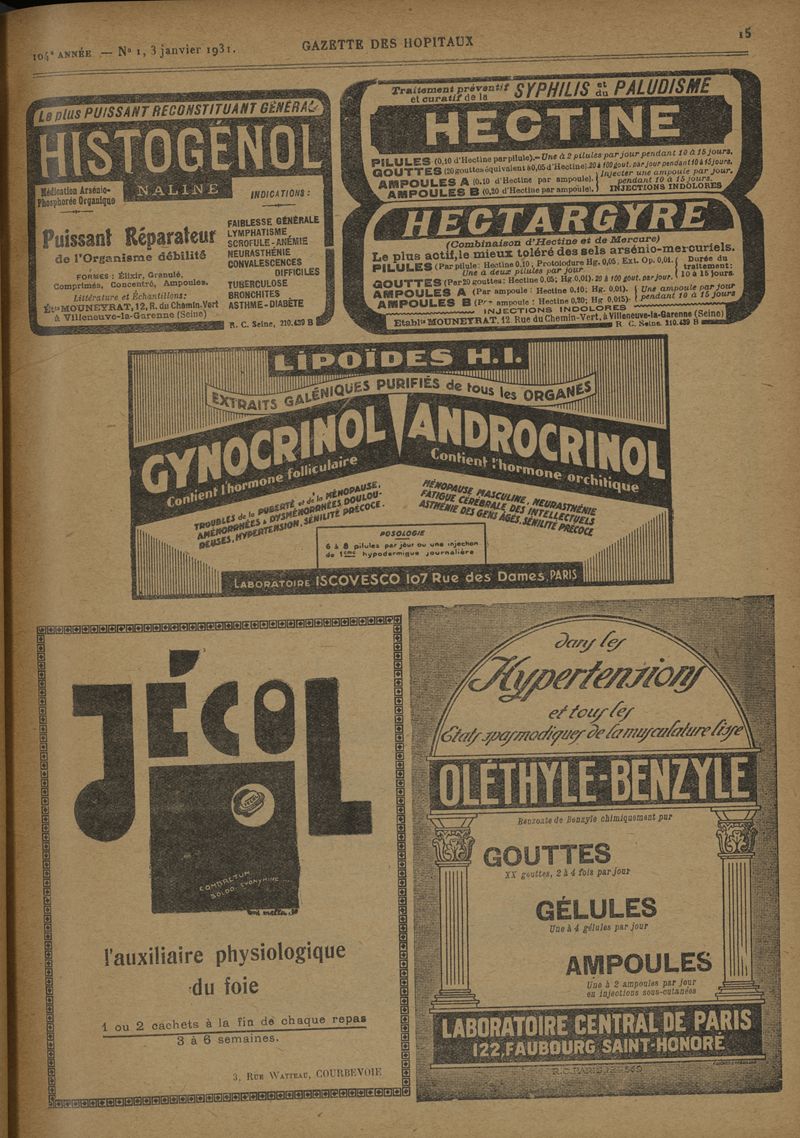 104e ANNÉE. — No 1, 3 janvier 1931.
GAZETTE DES HOPITAUX
15
Le plus PUISSANT RECONSTITUANT GÉNÉRAL
HISTOGÉNOL
NALINE
Médication Arsénio-
Phosphorée Organique
Puissant Réparateur
de l'Organisme débilité
FORMES : Élixir, Granulé,
Comprimés, Concentré, Ampoules.
Littérature et Échantillons:
Éts MOUNEYRAT, 12, R. du Chemin-Vert
à Villeneuve-la-Garenne (Seine)
INDICATIONS :
FAIBLESSE GÉNÉRALE
LYMPHATISME
SCROFULE - ANÉMIE
NEURASTHÉNIE
CONVALESCENCES
DIFFICILES
TUBERCULOSE
BRONCHITES
ASTHME-DIABÈTE
R. C. Seine, 210.439 B
Traitement préventif et curatif de la SYPHILIS et du PALUDISME
HECTINE
PILULES (0,10 d'Hectine par pilule).- Une à 2 pilules par jour pendant 10 à 15 jours.
GOUTTES (20 gouttes équivalent à 0,05 d'Hectine) 20 à 100 gout. par jour pendant 10 à 15 jours.
AMPOULES A (0,10 d'Hectine par ampoule). Injecter une ampoule par jour,
AMPOULES B (0,20 d'Hectine par ampoule). pendant 10 à 15 jours.
INJECTIONS INDOLORES
HECTARGYRE
(Combinaison d'Hectine et de Mercure)
Le plus actif, le mieux toléré des sels arsénio-mercuriels.
PILULES (Par pilule: Hectine 0,10; Protoiodure Hg. 0,05; Ext. Op. 0,01.)
Une à deux pilules par jour
GOUTTES (Par 20 gouttes: Hectine 0,05; Hg 0,01). 20 à 100 gout. par jour.
Durée du
traitement:
10 à 15 jours
AMPOULES A (Par ampoule: Hectine 0,10; Hg. 0,01).
AMPOULES B (Pr ampoule: Hectine 0,20; Hg 0,015).
Une ampoule par jour
pendant 10 à 15 jours
INJECTIONS INDOLORES
Etablts MOUNEYRAT, 12 Rue du Chemin-Vert, à Villeneuve-la-Garenne (Seine)
R. C. Seine. 210.439 B
LIPOÏDES H.I.
EXTRAITS GALÉNIQUES PURIFIÉS de tous les ORGANES
GYNOCRINOL
Contient l'hormone folliculaire
TROUBLES de la PUBERTÉ et de la MÉNOPAUSE,
AMÉNORRHÉES & DYSMÉNORRHÉES DOULOU-
REUSES, HYPERTENSION, SÉNILITÉ PRÉCOCE.
ANDROCRINOL
Contient l'hormone orchitique
MÉNOPAUSE MASCULINE, NEURASTHÉNIE
FATIGUE CÉRÉBRALE DES INTELLECTUELS
ASTHÉNIE DES GENS ÂGÉS, SÉNILITÉ PRÉCOCE
POSOLOGIE
6 à 8 pilules par jour ou une injection
de 1cmc hypodermique journalière
LABORATOIRE ISCOVESCO 107 Rue des Dames, PARIS
JÉCOL
COMBRETUM
BOLDO. EVONYMINE
l'auxiliaire physiologique
du foie
1 ou 2 cachets à la fin de chaque repas
3 à 6 semaines.
3, RUE WATTEAU, COURBEVOIE
dans les
Hypertensions
et tous les
États spasmodiques de la musculature lisse
OLÉTHYLE-BENZYLE
Benzoate de Benzyle chimiquement pur
GOUTTES
XX gouttes, 2 à 4 fois par jour
GÉLULES
Une à 4 gélules par jour
AMPOULES
Une à 2 ampoules par jour
en injections sous-cutanées
LABORATOIRE CENTRAL DE PARIS
122, FAUBOURG SAINT-HONORÉ